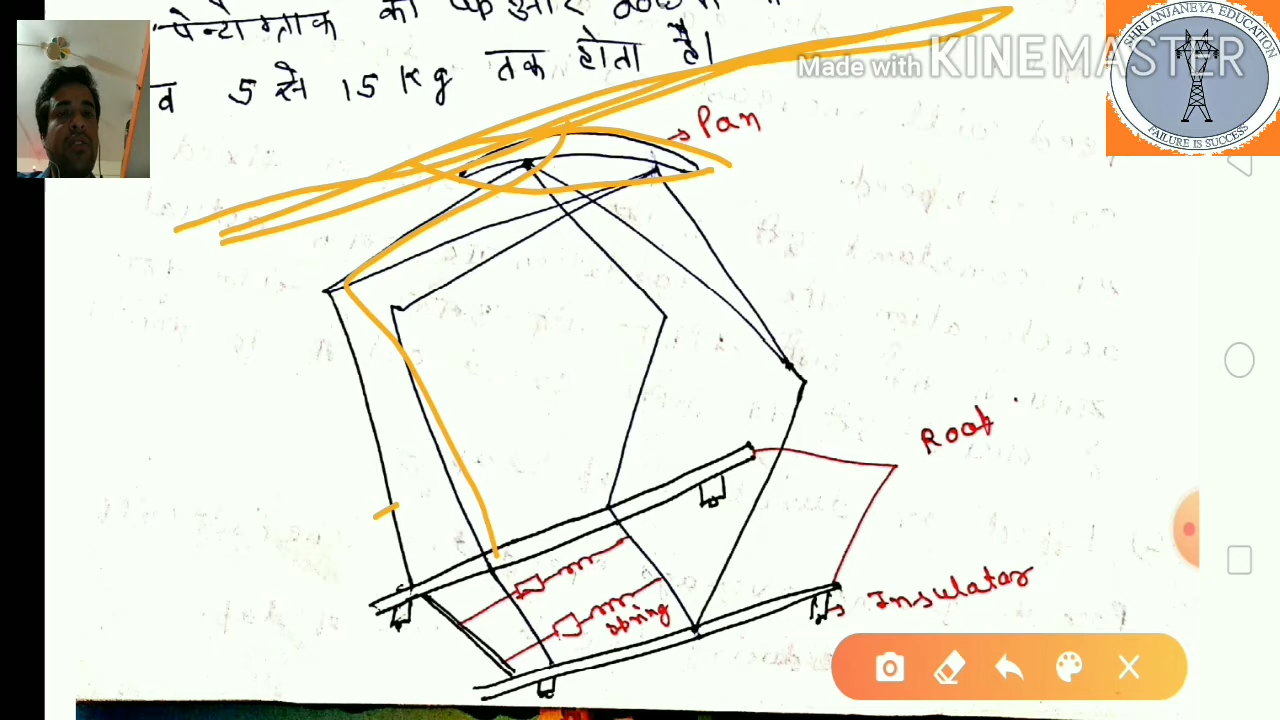 व 5 से 15 Kg तक होता है।
Made with KINEMASTER
SHRI ANJANEYA EDUCATION
FAILURE IS SUCCESS
Pan
Roof
Insulator
Spring